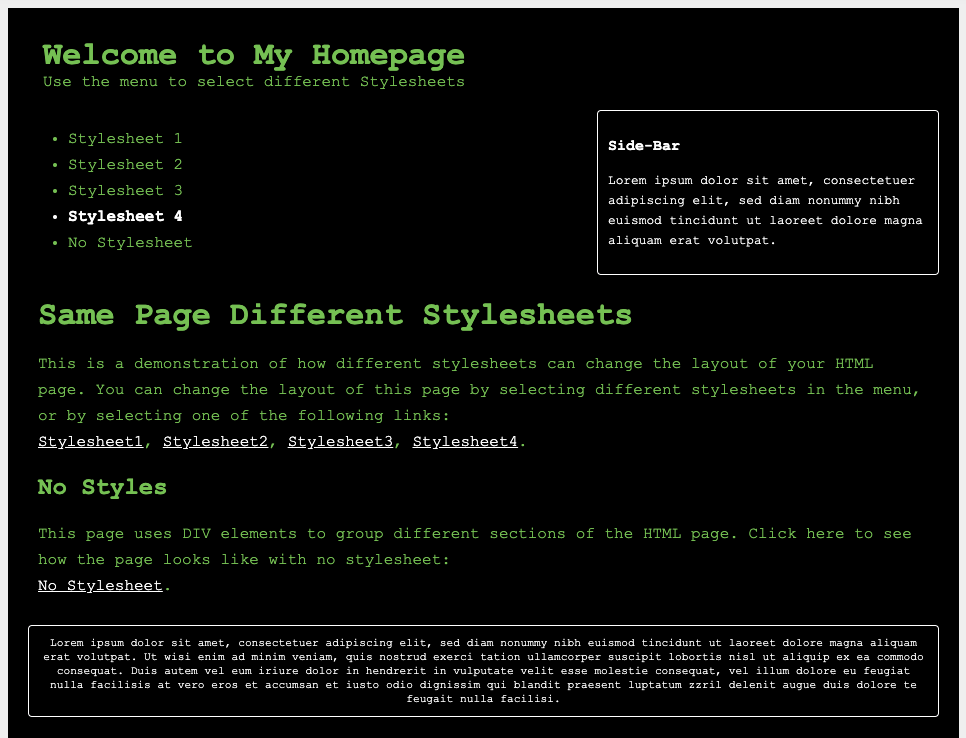 Welcome to My Homepage
Use the menu to select different Stylesheets
Stylesheet 1
Stylesheet 2
Stylesheet 3
Stylesheet 4
No Stylesheet
Side-Bar
Lorem ipsum dolor sit amet, consectetuer
adipiscing elit, sed diam nonummy nibh
euismod tincidunt ut laoreet dolore magna
aliquam erat volutpat.
Same Page Different Stylesheets
This is a demonstration of how different stylesheets can change the layout of your HTML
page. You can change the layout of this page by selecting different stylesheets in the menu,
or by selecting one of the following links:
Stylesheet1, Stylesheet2, Stylesheet3, Stylesheet4.
No Styles
This page uses DIV elements to group different sections of the HTML page. Click here to see
how the page looks like with no stylesheet:
No Stylesheet.
Lorem ipsum dolor sit amet, consectetuer adipiscing elit, sed diam nonummy nibh euismod tincidunt ut laoreet dolore magna aliquam
erat volutpat. Ut wisi enim ad minim veniam, quis nostrud exerci tation ullamcorper suscipit lobortis nisl ut aliquip ex ea commodo
consequat. Duis autem vel eum iriure dolor in hendrerit in vulputate velit esse molestie consequat, vel illum dolore eu feugiat
nulla facilisis at vero eros et accumsan et iusto odio dignissim qui blandit praesent luptatum zzril delenit augue duis dolore te
feugait nulla facilisi.